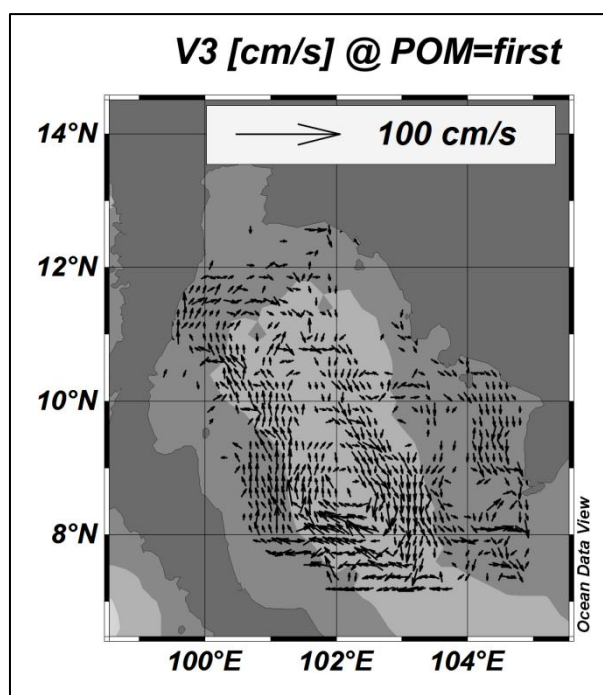 V3 [cm/s] @ POM=first
100 cm/s
14°N
12°N
10°N
8°N
100°E 102°E 104°E
Ocean Data View